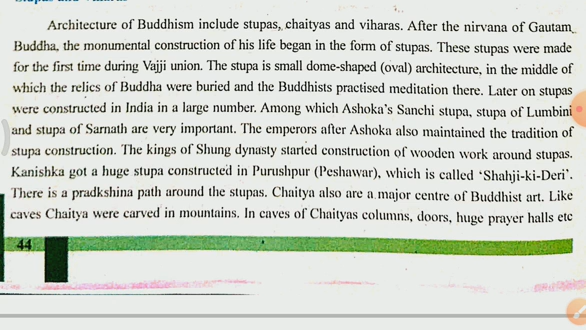 Architecture of Buddhism include stupas, chaityas and viharas. After the nirvana of Gautam
Buddha, the monumental construction of his life began in the form of stupas. These stupas were made
for the first time during Vajji union. The stupa is small dome-shaped (oval) architecture, in the middle of
which the relics of Buddha were buried and the Buddhists practised meditation there. Later on stupas
were constructed in India in a large number. Among which Ashoka's Sanchi stupa, stupa of Lumbini
and stupa of Sarnath are very important. The emperors after Ashoka also maintained the tradition of
stupa construction. The kings of Shung dynasty started construction of wooden work around stupas.
Kanishka got a huge stupa constructed in Purushpur (Peshawar), which is called 'Shahji-ki-Deri'.
There is a pradkshina path around the stupas. Chaitya also are a major centre of Buddhist art. Like
caves Chaitya were carved in mountains. In caves of Chaityas columns, doors, huge prayer halls etc
44